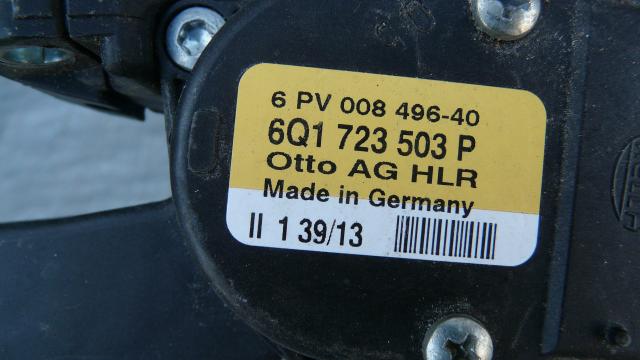 6 PV 008 496-40
6Q1 723 503 P
Otto AG HLR
Made in Germany
II 1 39/13